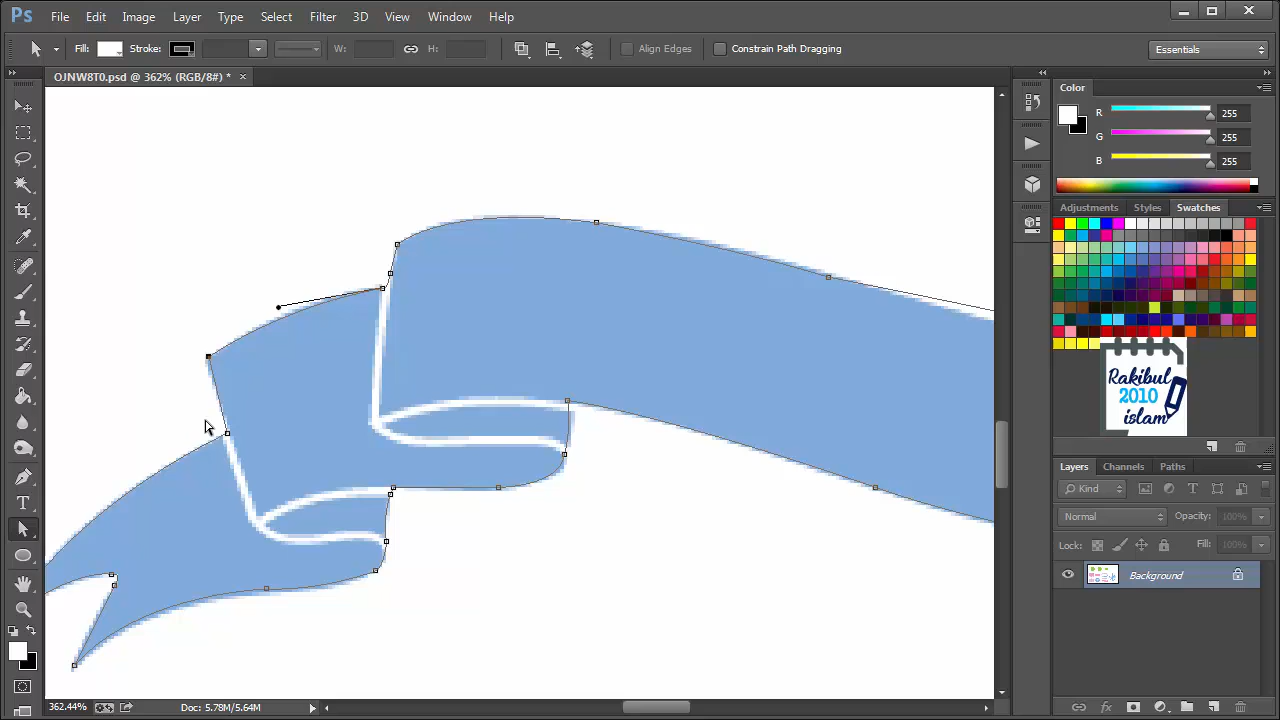 Ps File Edit Image Layer Type Select Filter 3D View Window Help
Fill: Stroke: W: H: Align Edges Constrain Path Dragging Essentials
OJNW8T0.psd @ 362% (RGB/8#) * ×
Color
R 255
G 255
B 255
Adjustments Styles Swatches
Rakibul
2010
islam
Layers Channels Paths
Kind
Normal Opacity: 100%
Lock: Fill: 100%
Background
362.44% Doc: 5.78M/5.64M